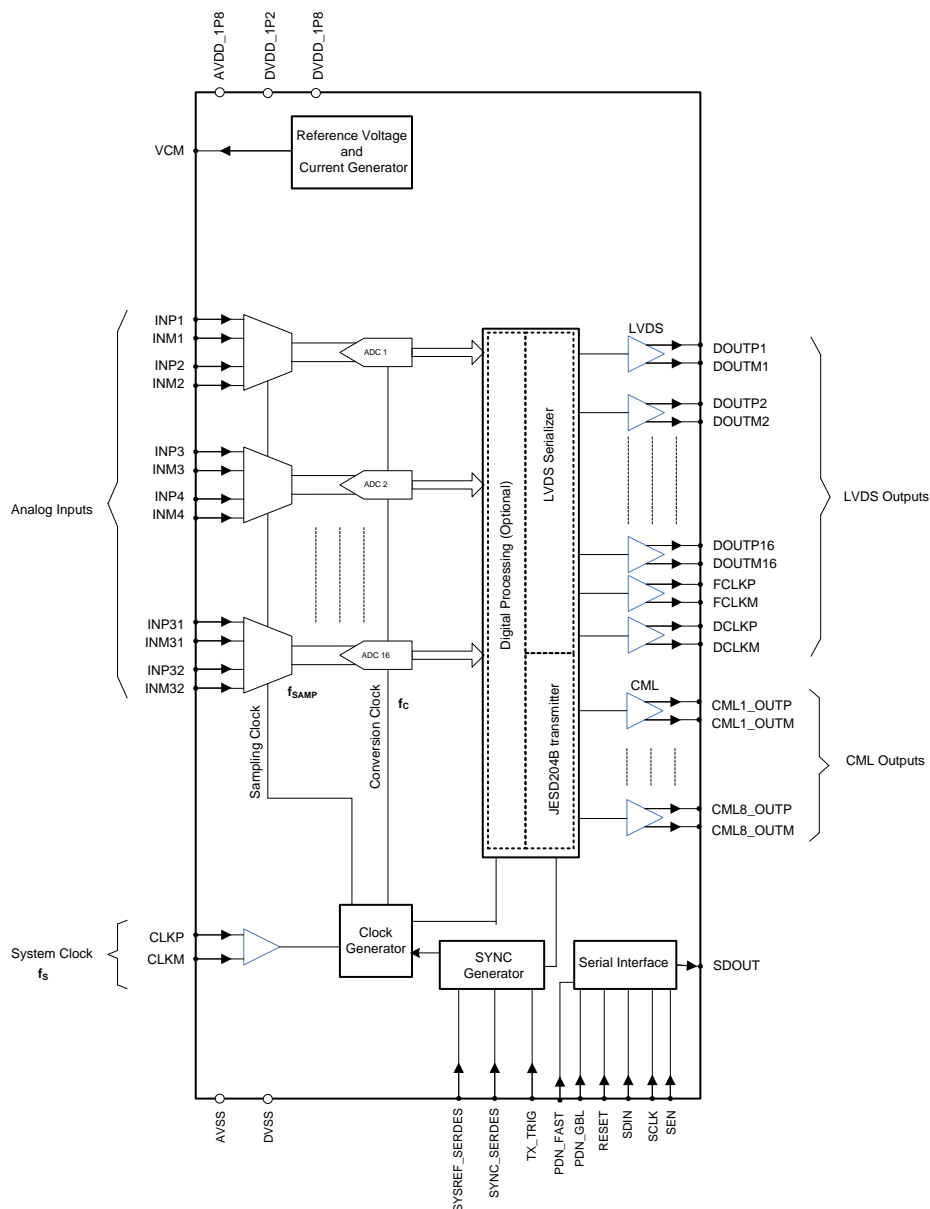 AVDD_1P8
DVDD_1P2
DVDD_1P8
VCM
Reference Voltage
and
Current Generator
Analog Inputs
INP1
INM1
INP2
INM2
INP3
INM3
INP4
INM4
INP31
INM31
INP32
INM32
ADC 1
ADC 2
ADC 16
fSAMP
fC
Sampling Clock
Conversion Clock
Digital Processing (Optional)
LVDS Serializer
JESD204B transmitter
LVDS
DOUTP1
DOUTM1
DOUTP2
DOUTM2
DOUTP16
DOUTM16
FCLKP
FCLKM
DCLKP
DCLKM
LVDS Outputs
CML
CML1_OUTP
CML1_OUTM
CML8_OUTP
CML8_OUTM
CML Outputs
System Clock
fS
CLKP
CLKM
Clock
Generator
SYNC
Generator
Serial Interface
SDOUT
AVSS
DVSS
SYSREF_SERDES
SYNC_SERDES
TX_TRIG
PDN_FAST
PDN_GBL
RESET
SDIN
SCLK
SEN